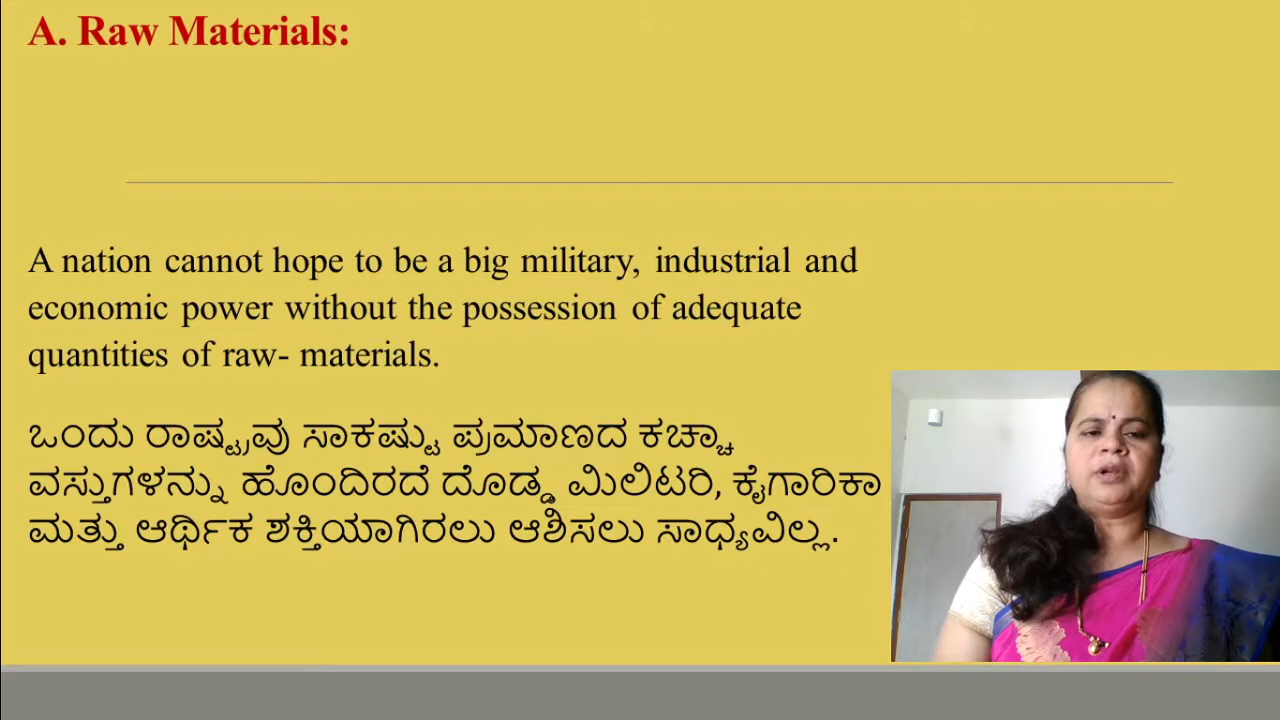 A. Raw Materials:
A nation cannot hope to be a big military, industrial and
economic power without the possession of adequate
quantities of raw- materials.
ಒಂದು ರಾಷ್ಟ್ರವು ಸಾಕಷ್ಟು ಪ್ರಮಾಣದ ಕಚ್ಚಾ
ವಸ್ತುಗಳನ್ನು ಹೊಂದಿರದೆ ದೊಡ್ಡ ಮಿಲಿಟರಿ, ಕೈಗಾರಿಕಾ
ಮತ್ತು ಆರ್ಥಿಕ ಶಕ್ತಿಯಾಗಿರಲು ಆಶಿಸಲು ಸಾಧ್ಯವಿಲ್ಲ.